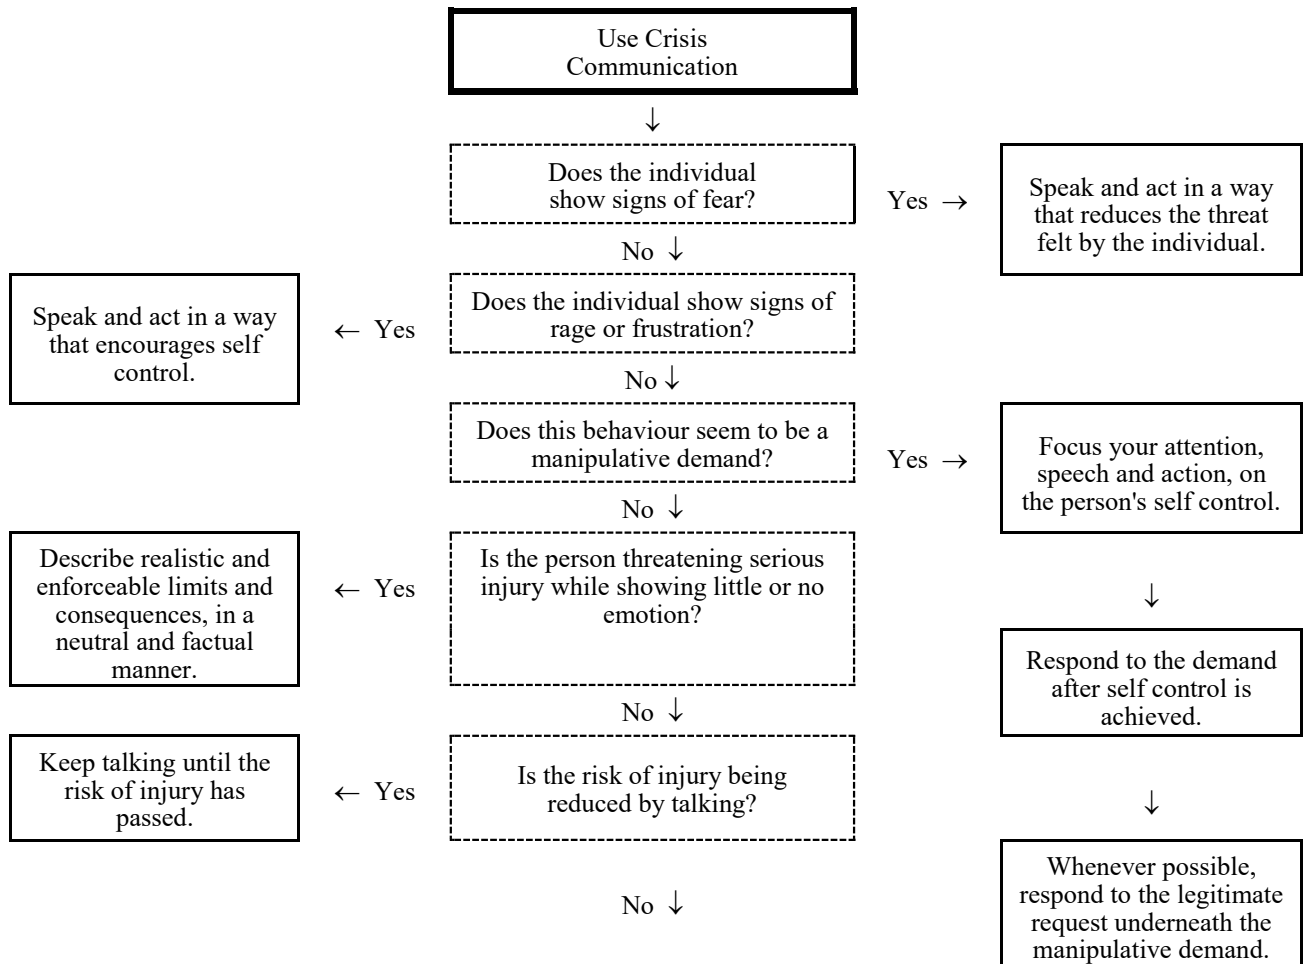 Use Crisis
Communication
↓
Does the individual
show signs of fear?
Yes →
Speak and act in a way
that reduces the threat
felt by the individual.
No ↓
Does the individual show signs of
rage or frustration?
← Yes
Speak and act in a way
that encourages self
control.
No ↓
Does this behaviour seem to be a
manipulative demand?
Yes →
Focus your attention,
speech and action, on
the person's self control.
↓
Respond to the demand
after self control is
achieved.
↓
Whenever possible,
respond to the legitimate
request underneath the
manipulative demand.
No ↓
Is the person threatening serious
injury while showing little or no
emotion?
← Yes
Describe realistic and
enforceable limits and
consequences, in a
neutral and factual
manner.
No ↓
Is the risk of injury being
reduced by talking?
← Yes
Keep talking until the
risk of injury has
passed.
No ↓